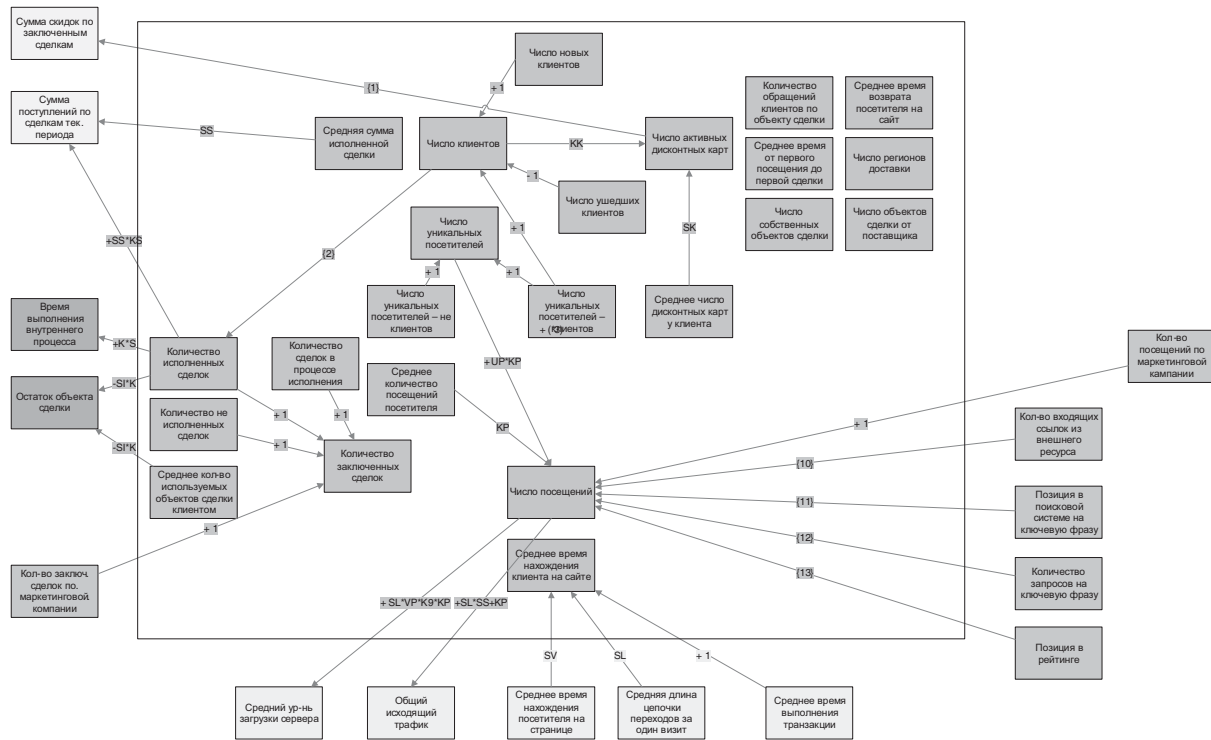 Сумма скидок по
заключенным
сделкам
Число новых
клиентов
{1}
+ 1
Количество
обращений
клиентов по
объекту сделки
Среднее время
возврата
посетителя на
сайт
Сумма
поступлений по
сделкам тек.
периода
SS
Средняя сумма
исполненной
сделки
Число клиентов
KK
Число активных
дисконтных карт
Среднее время
от первого
посещения до
первой сделки
Число регионов
доставки
- 1
Число ушедших
клиентов
Число
собственных
объектов сделки
Число объектов
сделки от
поставщика
Число
уникальных
посетителей
+ 1
SK
+SS*KS
{2}
+ 1
+ 1
Число
уникальных
посетителей – не
клиентов
Число
уникальных
посетителей –
клиентов
Среднее число
дисконтных карт
у клиента
Время
выполнения
внутреннего
процесса
+K*S
Количество
исполненных
сделок
Количество
сделок в
процессе
исполнения
+UP*KP
Кол-во
посещений по
маркетинговой
кампании
Остаток объекта
сделки
-SI*K
Среднее
количество
посещений
посетителя
Количество не
исполненных
сделок
+ 1
+ 1
+ 1
KP
+ 1
Кол-во входящих
ссылок из
внешнего
ресурса
-SI*K
Количество
заключенных
сделок
{10}
Среднее кол-во
используемых
объектов сделки
клиентом
Число посещений
{11}
Позиция в
поисковой
системе на
ключевую фразу
+ 1
{12}
Кол-во заключ.
сделок по.
маркетинговой
компании
Среднее время
нахождения
клиента на сайте
{13}
Количество
запросов на
ключевую фразу
+ SL*VP*K9*KP
+SL*SS+KP
SV
SL
+ 1
Позиция в
рейтинге
Средний ур-нь
загрузки сервера
Общий
исходящий
трафик
Среднее время
нахождения
посетителя на
странице
Средняя длина
цепочки
переходов за
один визит
Среднее время
выполнения
транзакции